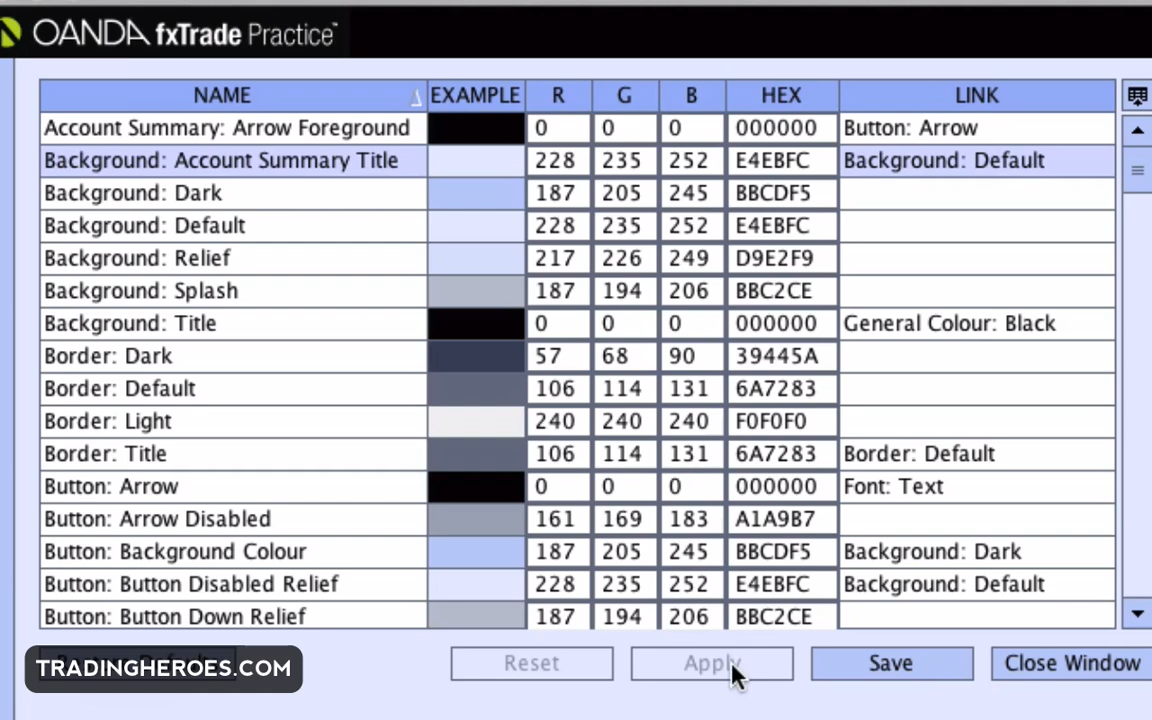 OANDA fxTrade Practice™
NAME EXAMPLE R G B HEX LINK
Account Summary: Arrow Foreground 0 0 0 000000 Button: Arrow
Background: Account Summary Title 228 235 252 E4EBFC Background: Default
Background: Dark 187 205 245 BBCDF5
Background: Default 228 235 252 E4EBFC
Background: Relief 217 226 249 D9E2F9
Background: Splash 187 194 206 BBC2CE
Background: Title 0 0 0 000000 General Colour: Black
Border: Dark 57 68 90 39445A
Border: Default 106 114 131 6A7283
Border: Light 240 240 240 F0F0F0
Border: Title 106 114 131 6A7283 Border: Default
Button: Arrow 0 0 0 000000 Font: Text
Button: Arrow Disabled 161 169 183 A1A9B7
Button: Background Colour 187 205 245 BBCDF5 Background: Dark
Button: Button Disabled Relief 228 235 252 E4EBFC Background: Default
Button: Button Down Relief 187 194 206 BBC2CE
TRADINGHEROES.COM Reset Apply Save Close Window